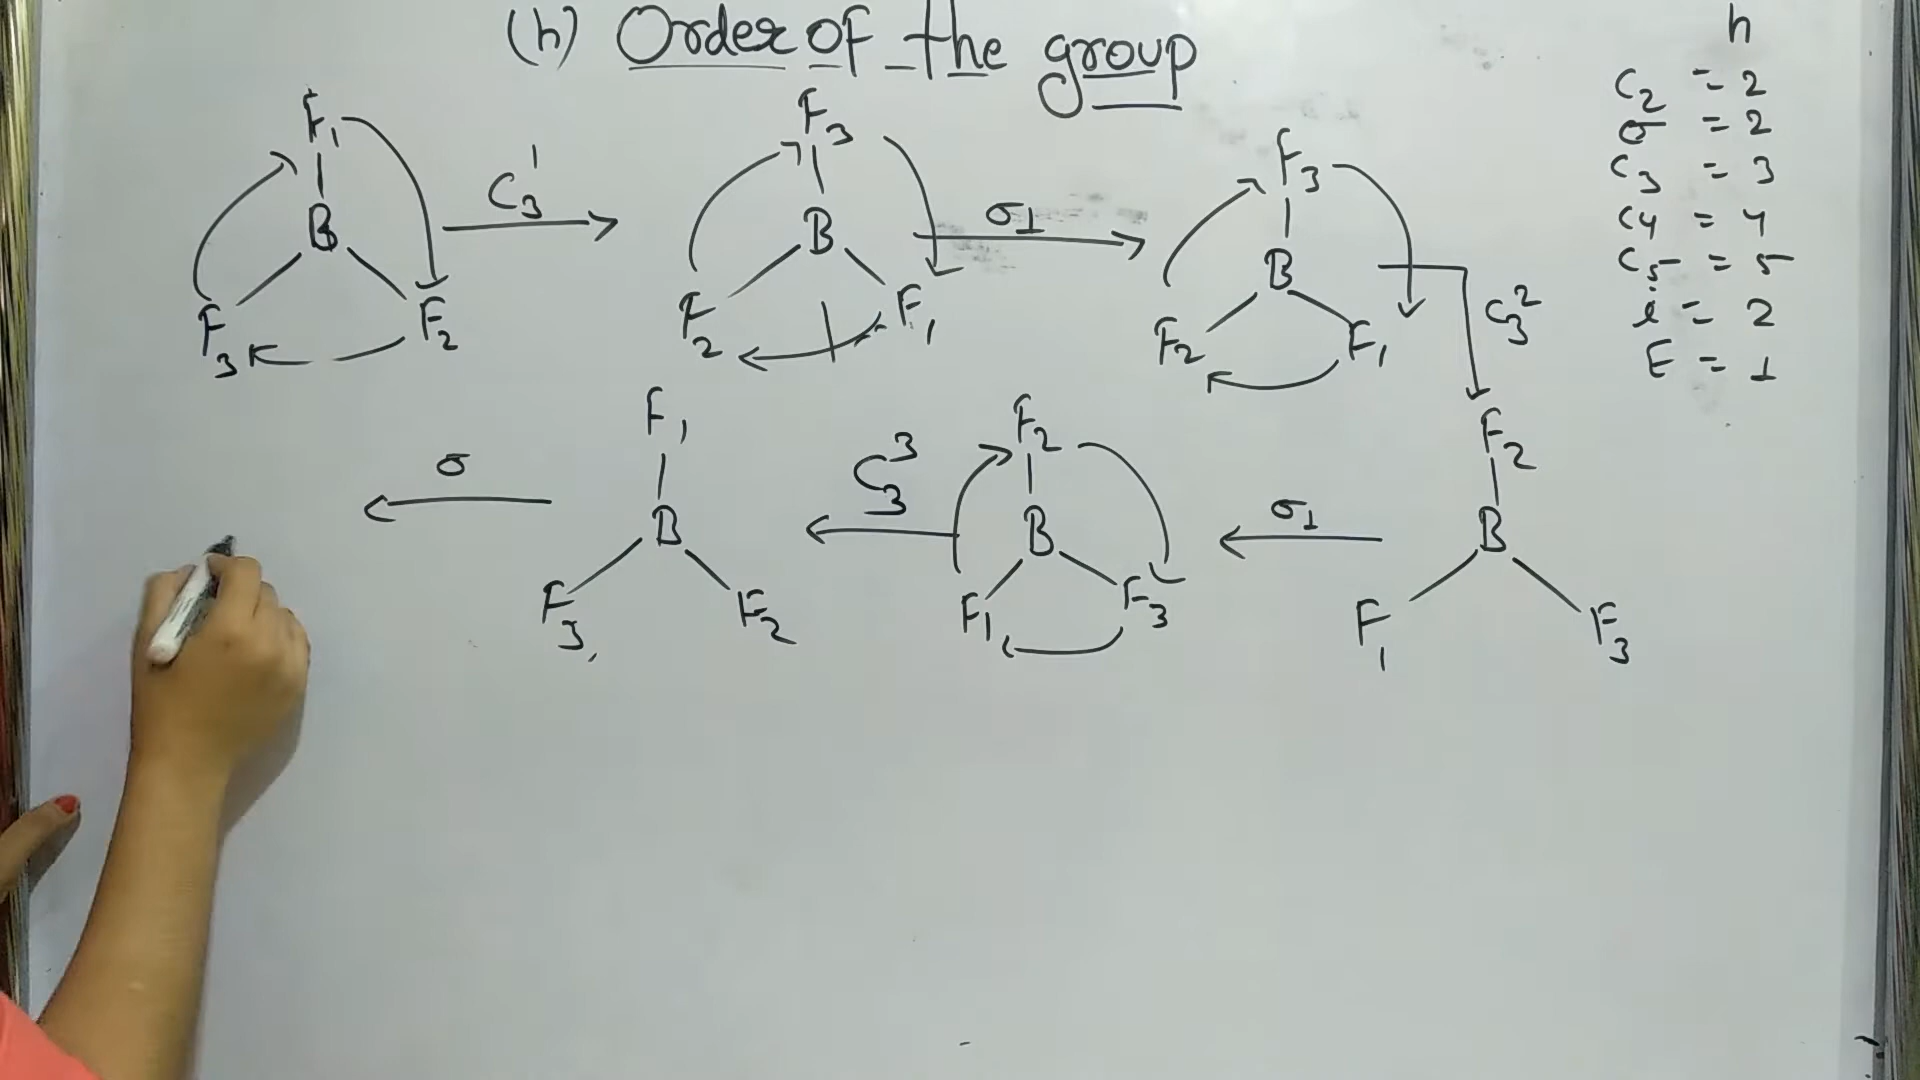 (h) Order of the group
h
C2 = 2
σ = 2
C3 = 3
C4 = 4
C5 = 5
i = 2
E = 1
F1 F3 F3
B C3^1 B σ⊥ B
F3 F2 F2 F1 F2 F1 C3^2
F1 F2 F2
σ B C3^3 B σ⊥ B
F3, F2 F1 F3 F1 F3